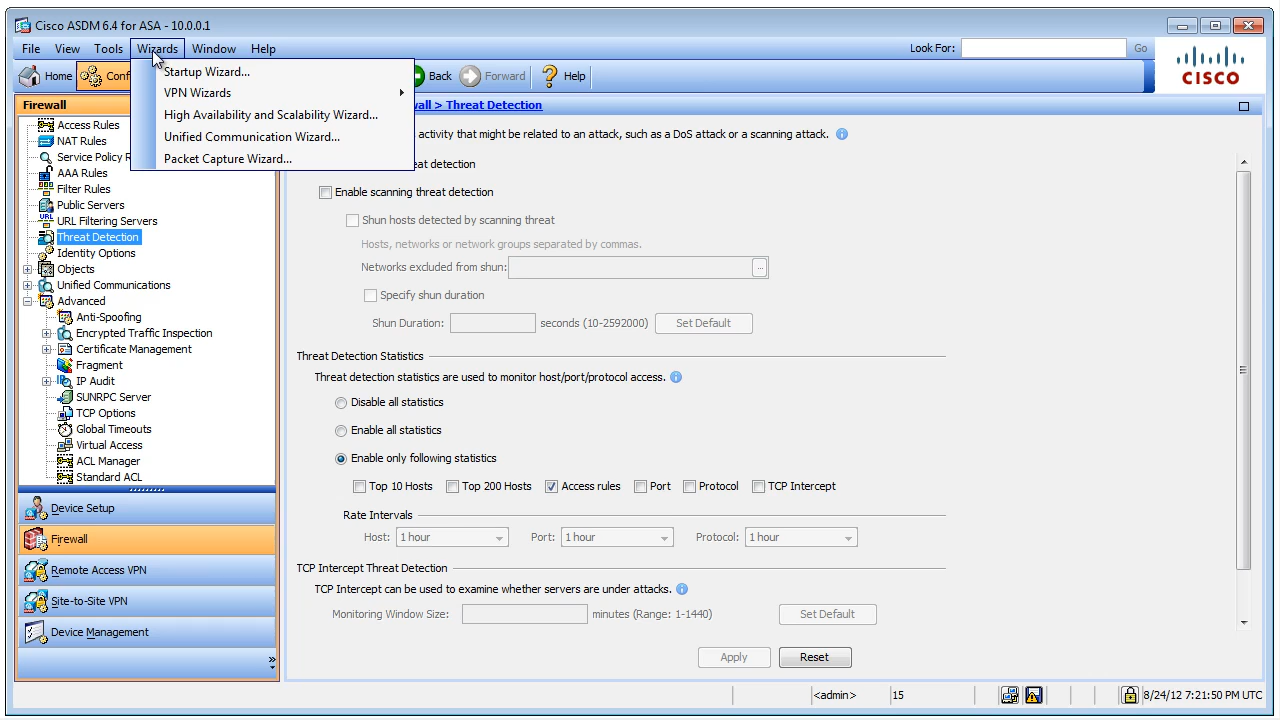 Cisco ASDM 6.4 for ASA - 10.0.0.1
File View Tools Wizards Window Help
Look For:
Go
CISCO
Home
Conf
Back
Forward
Help
Startup Wizard...
VPN Wizards
High Availability and Scalability Wizard...
Unified Communication Wizard...
Packet Capture Wizard...
Firewall
Access Rules
NAT Rules
Service Policy R
AAA Rules
Filter Rules
Public Servers
URL Filtering Servers
Threat Detection
Identity Options
Objects
Unified Communications
Advanced
Anti-Spoofing
Encrypted Traffic Inspection
Certificate Management
Fragment
IP Audit
SUNRPC Server
TCP Options
Global Timeouts
Virtual Access
ACL Manager
Standard ACL
Device Setup
Firewall
Remote Access VPN
Site-to-Site VPN
Device Management
wall > Threat Detection
activity that might be related to an attack, such as a DoS attack or a scanning attack.
eat detection
Enable scanning threat detection
Shun hosts detected by scanning threat
Hosts, networks or network groups separated by commas.
Networks excluded from shun:
...
Specify shun duration
Shun Duration: seconds (10-2592000) Set Default
Threat Detection Statistics
Threat detection statistics are used to monitor host/port/protocol access.
Disable all statistics
Enable all statistics
Enable only following statistics
Top 10 Hosts Top 200 Hosts Access rules Port Protocol TCP Intercept
Rate Intervals
Host: 1 hour Port: 1 hour Protocol: 1 hour
TCP Intercept Threat Detection
TCP Intercept can be used to examine whether servers are under attacks.
Monitoring Window Size: minutes (Range: 1-1440) Set Default
Apply Reset
<admin> 15 8/24/12 7:21:50 PM UTC